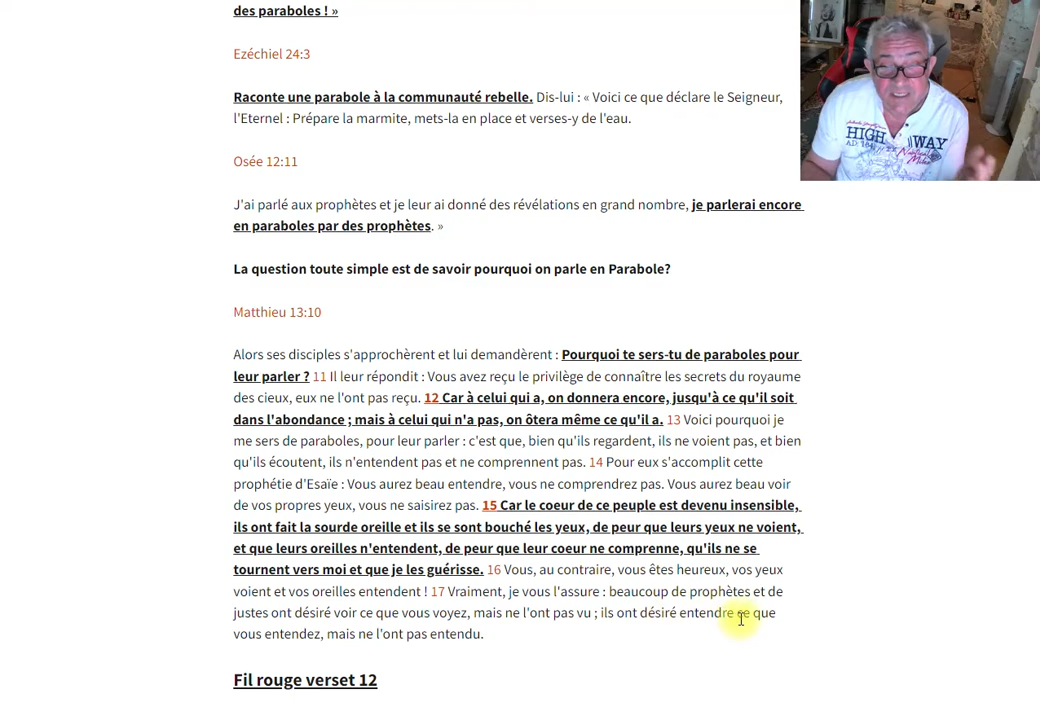 des paraboles ! »
Ezéchiel 24:3
Raconte une parabole à la communauté rebelle. Dis-lui : « Voici ce que déclare le Seigneur,
l'Eternel : Prépare la marmite, mets-la en place et verses-y de l'eau.
Osée 12:11
J'ai parlé aux prophètes et je leur ai donné des révélations en grand nombre, je parlerai encore
en paraboles par des prophètes. »
La question toute simple est de savoir pourquoi on parle en Parabole?
Matthieu 13:10
Alors ses disciples s'approchèrent et lui demandèrent : Pourquoi te sers-tu de paraboles pour
leur parler ? 11 Il leur répondit : Vous avez reçu le privilège de connaître les secrets du royaume
des cieux, eux ne l'ont pas reçu. 12 Car à celui qui a, on donnera encore, jusqu'à ce qu'il soit
dans l'abondance ; mais à celui qui n'a pas, on ôtera même ce qu'il a. 13 Voici pourquoi je
me sers de paraboles, pour leur parler : c'est que, bien qu'ils regardent, ils ne voient pas, et bien
qu'ils écoutent, ils n'entendent pas et ne comprennent pas. 14 Pour eux s'accomplit cette
prophétie d'Esaïe : Vous aurez beau entendre, vous ne comprendrez pas. Vous aurez beau voir
de vos propres yeux, vous ne saisirez pas. 15 Car le coeur de ce peuple est devenu insensible,
ils ont fait la sourde oreille et ils se sont bouché les yeux, de peur que leurs yeux ne voient,
et que leurs oreilles n'entendent, de peur que leur coeur ne comprenne, qu'ils ne se
tournent vers moi et que je les guérisse. 16 Vous, au contraire, vous êtes heureux, vos yeux
voient et vos oreilles entendent ! 17 Vraiment, je vous l'assure : beaucoup de prophètes et de
justes ont désiré voir ce que vous voyez, mais ne l'ont pas vu ; ils ont désiré entendre ce que
vous entendez, mais ne l'ont pas entendu.
Fil rouge verset 12
HIGH WAY